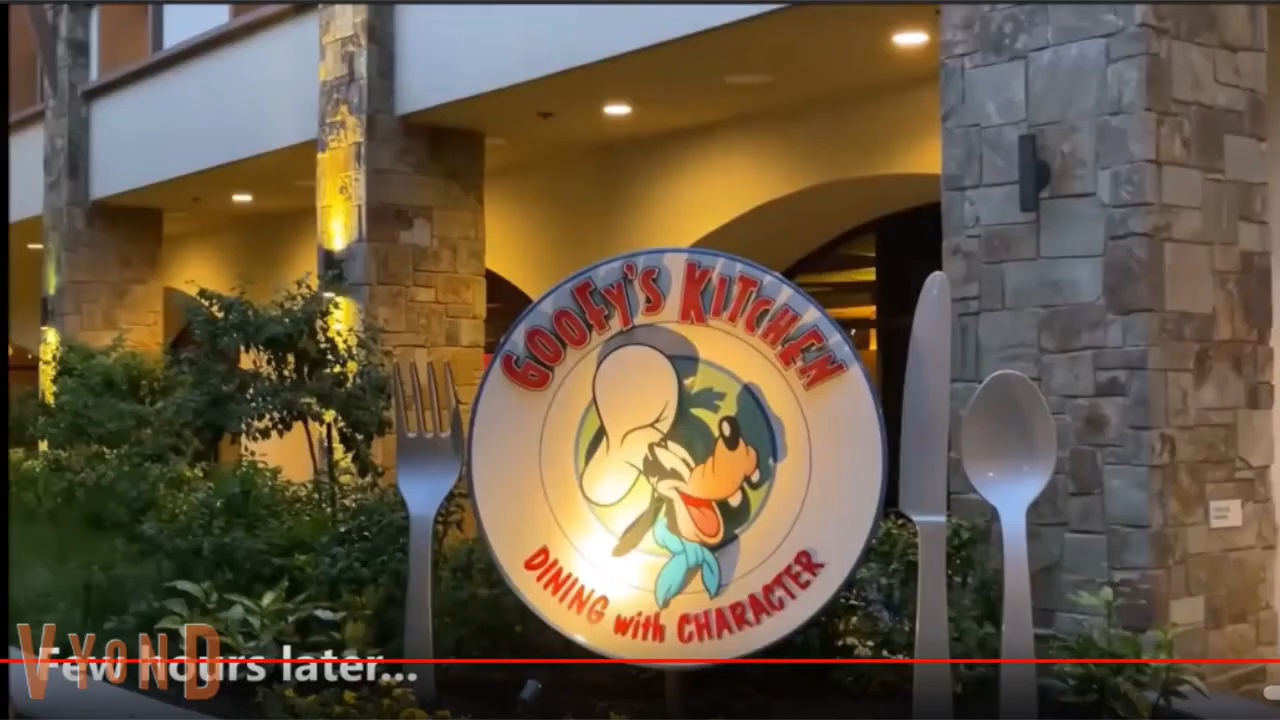 GOOFY'S KITCHEN
DINING with CHARACTER
VYOND
Few hours later...